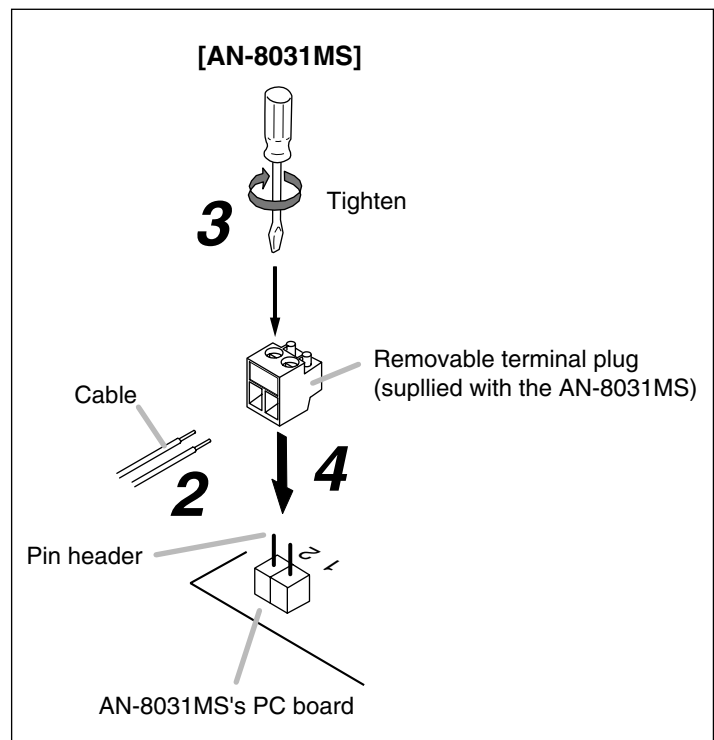 [AN-8031MS]
3
Tighten
Removable terminal plug
(supllied with the AN-8031MS)
Cable
2
4
Pin header
2
1
AN-8031MS's PC board